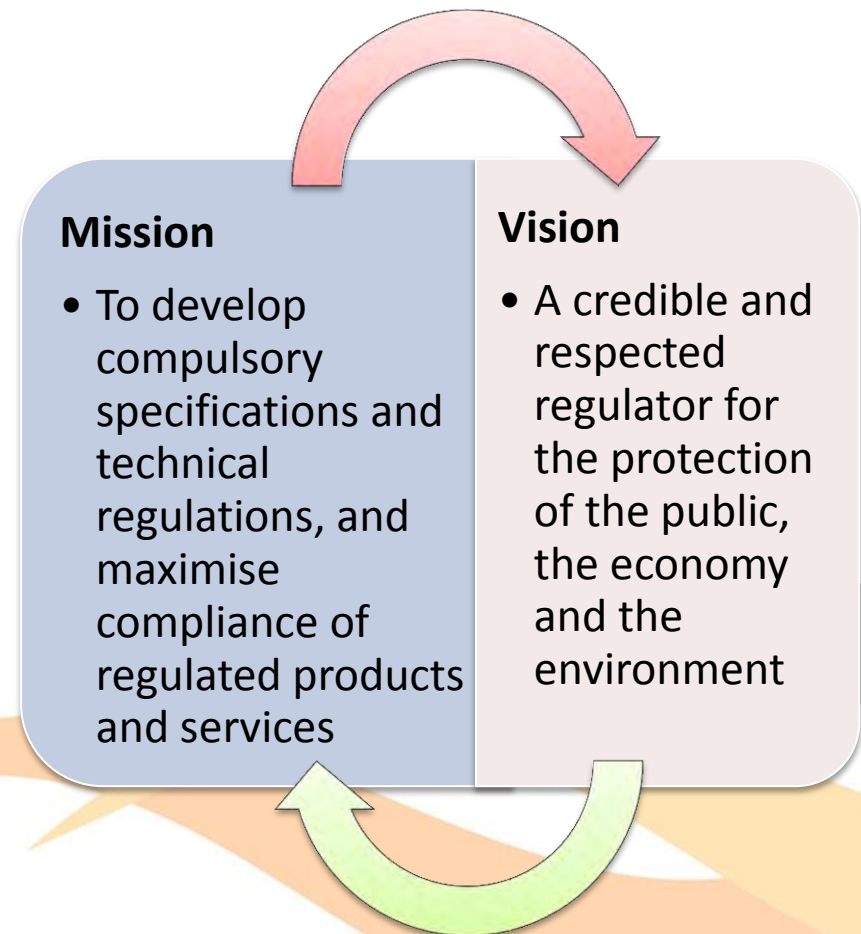 Mission
• To develop
compulsory
specifications and
technical
regulations, and
maximise
compliance of
regulated products
and services
Vision
• A credible and
respected
regulator for
the protection
of the public,
the economy
and the
environment